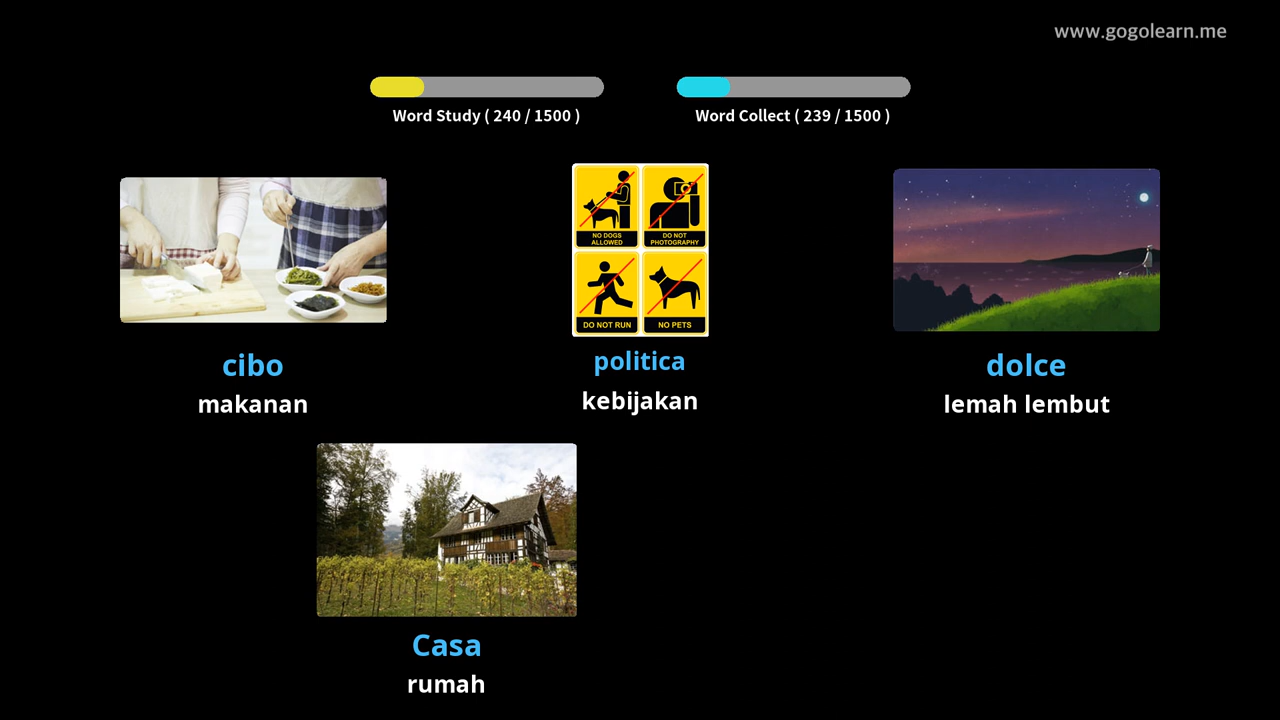 www.gogolearn.me
Word Study ( 240 / 1500 )
Word Collect ( 239 / 1500 )
NO DOGS
ALLOWED
DO NOT
PHOTOGRAPHY
DO NOT RUN
NO PETS
cibo
makanan
politica
kebijakan
dolce
lemah lembut
Casa
rumah